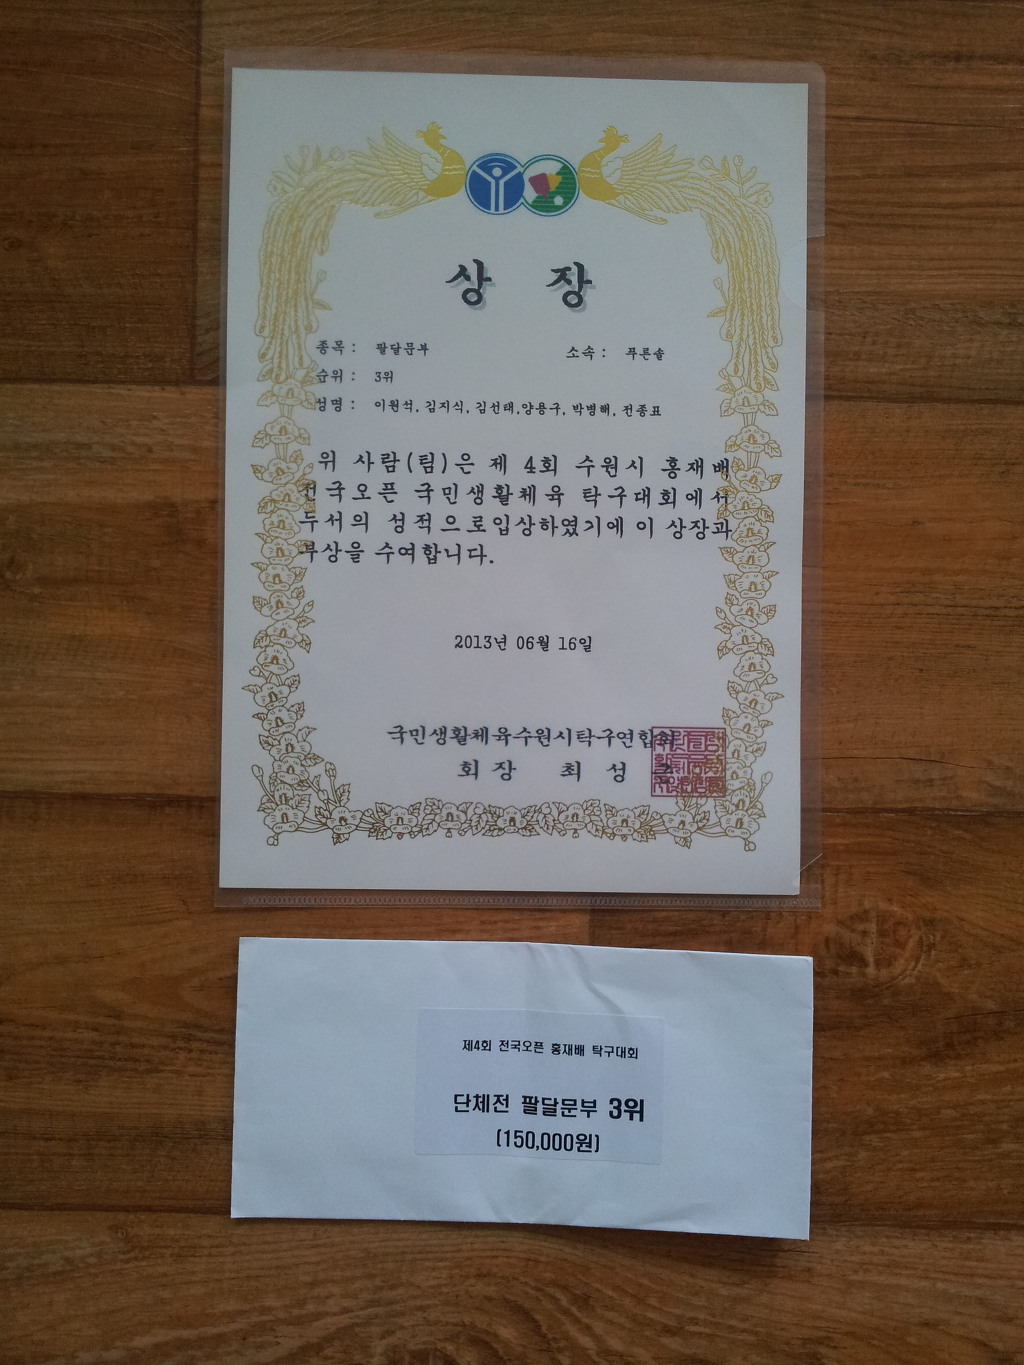 상 장
종목 : 팔달문부 소속 : 푸른솔
순위 : 3위
성명 : 이원석, 김지식, 김선태,양용구, 박병해, 전종표
위 사람(팀)은 제 4회 수원시 홍재배
전국오픈 국민생활체육 탁구대회에서
두서의 성적으로입상하였기에 이 상장과
부상을 수여합니다.
2013년 06월 16일
국민생활체육수원시탁구연합회
회 장 최 성
제4회 전국오픈 홍재배 탁구대회
단체전 팔달문부 3위
(150,000원)